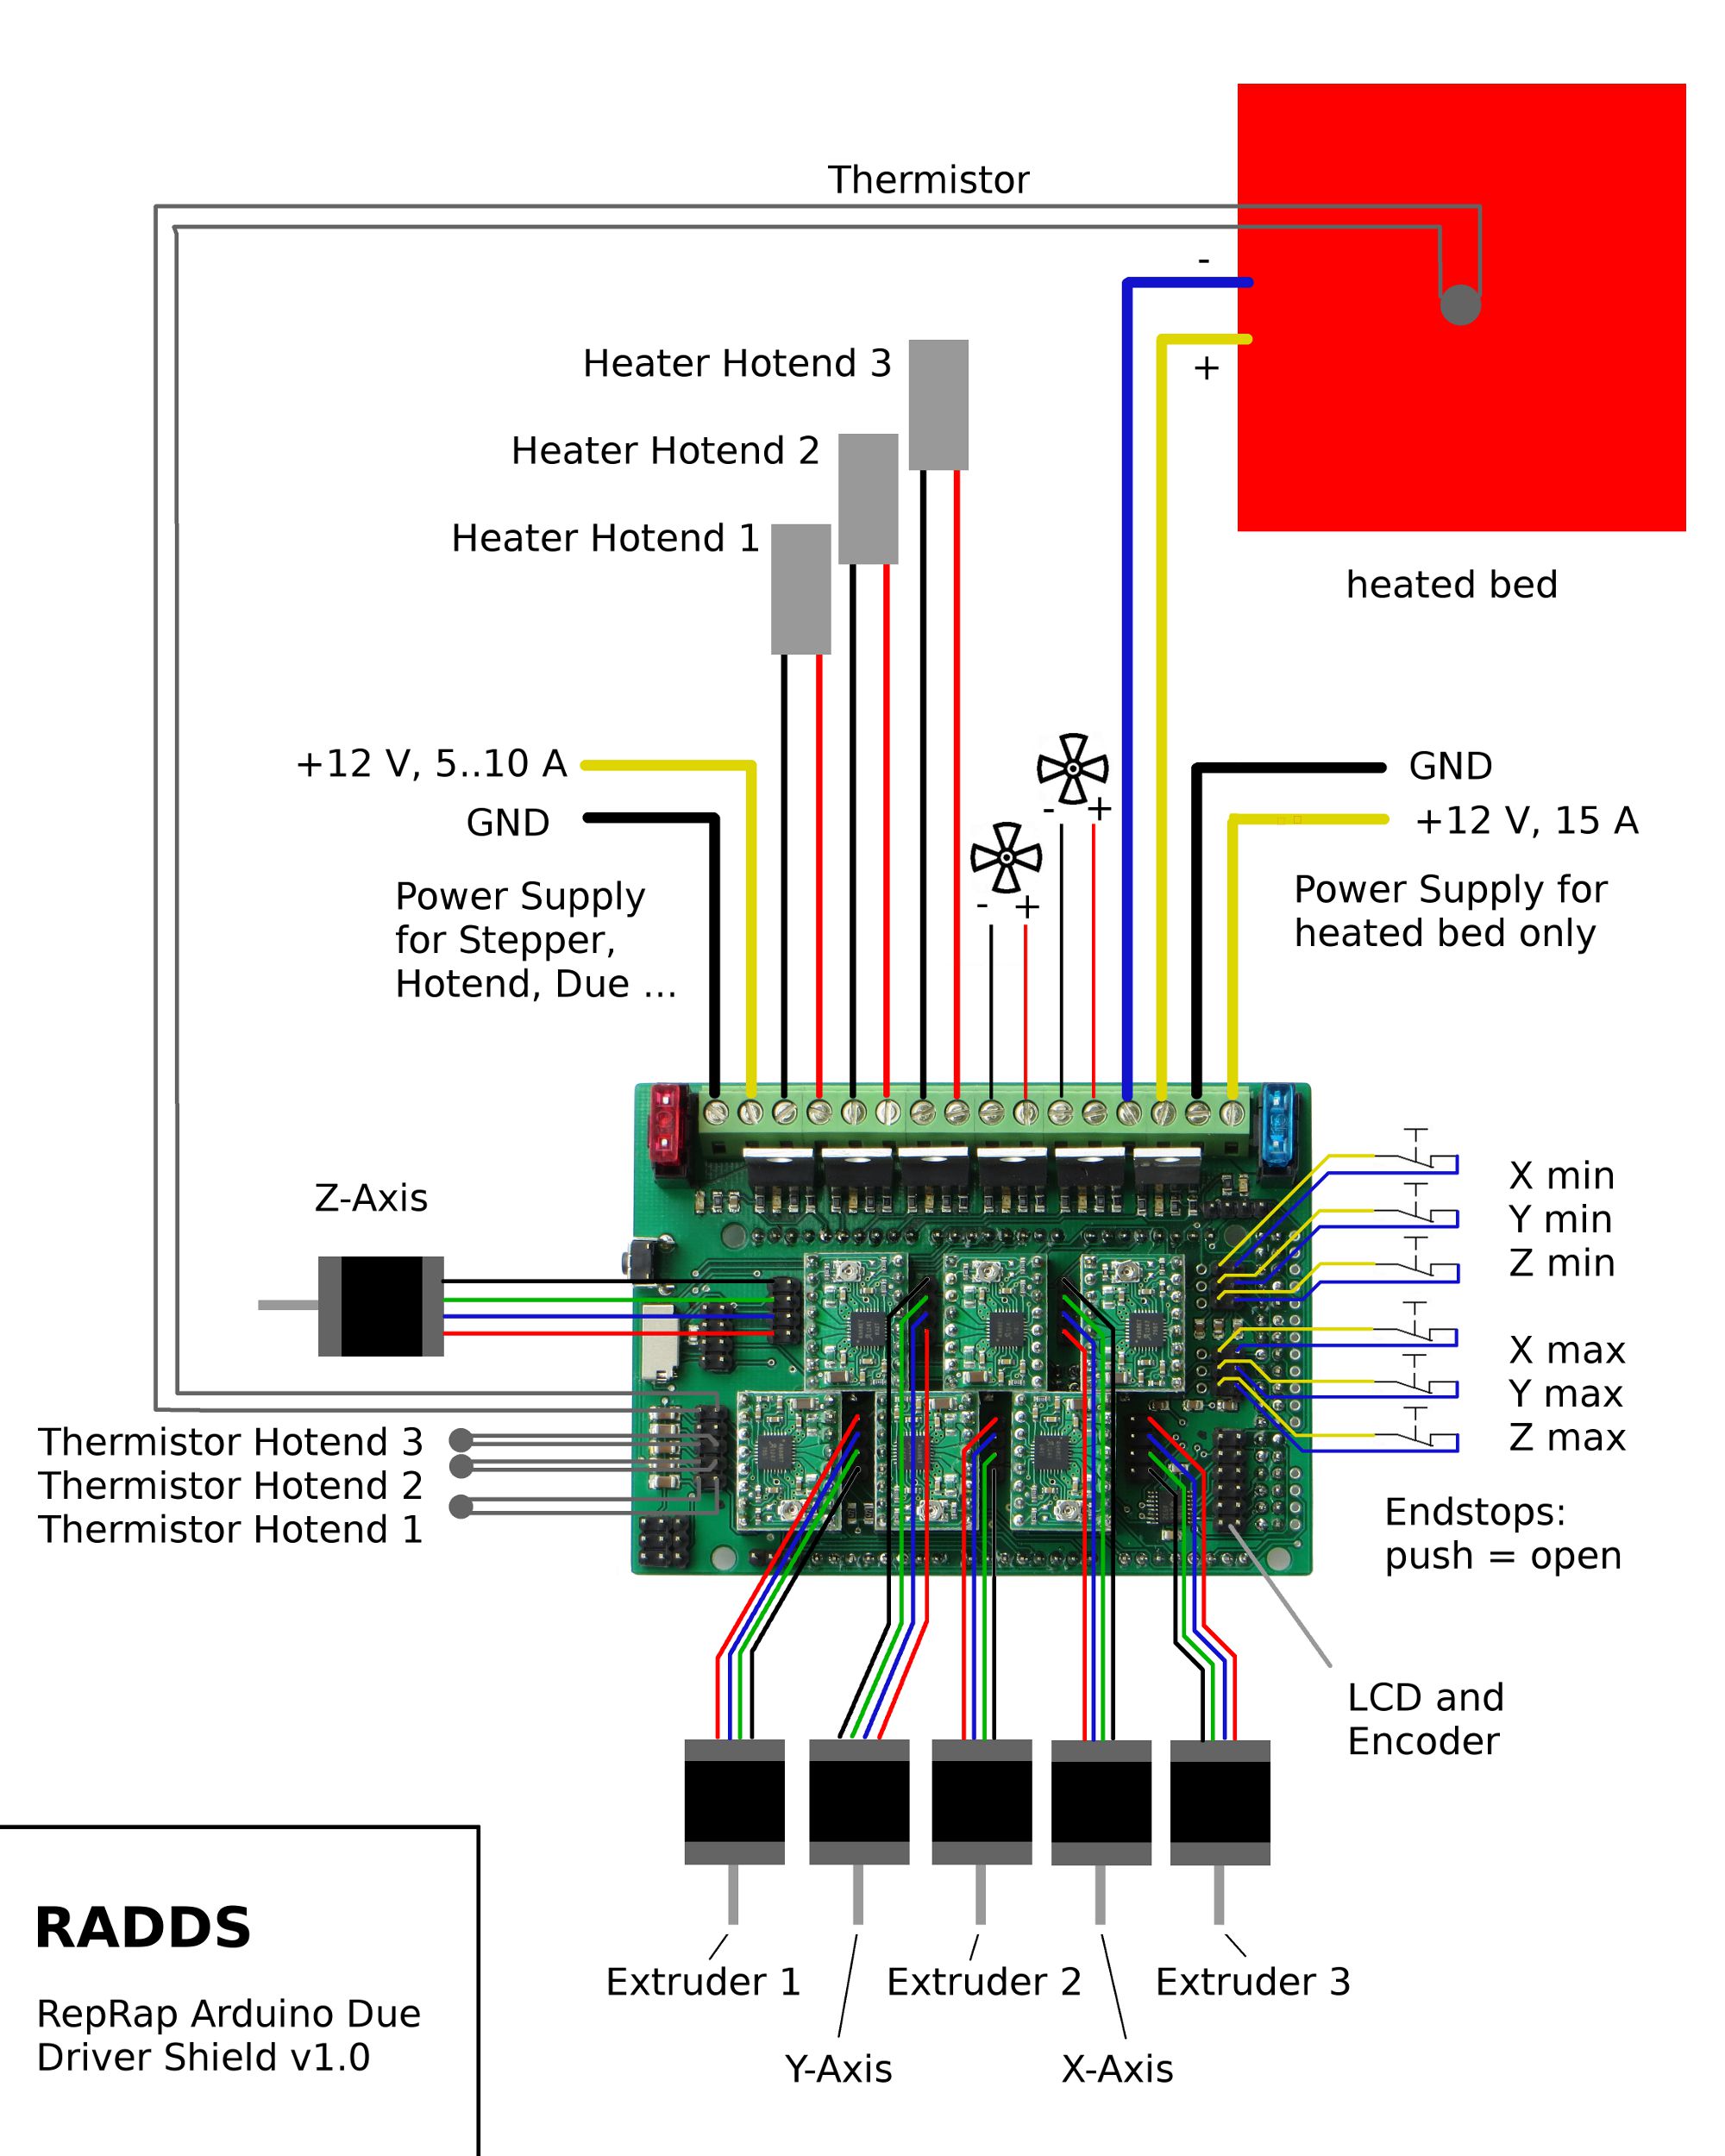 Thermistor
-
+
Heater Hotend 3
Heater Hotend 2
Heater Hotend 1
heated bed
+12 V, 5..10 A
GND
Power Supply
for Stepper,
Hotend, Due ...
- +
- +
GND
+12 V, 15 A
Power Supply for
heated bed only
Z-Axis
X min
Y min
Z min
X max
Y max
Z max
Endstops:
push = open
Thermistor Hotend 3
Thermistor Hotend 2
Thermistor Hotend 1
LCD and
Encoder
Extruder 1
Extruder 2
Extruder 3
Y-Axis
X-Axis
RADDS
RepRap Arduino Due
Driver Shield v1.0